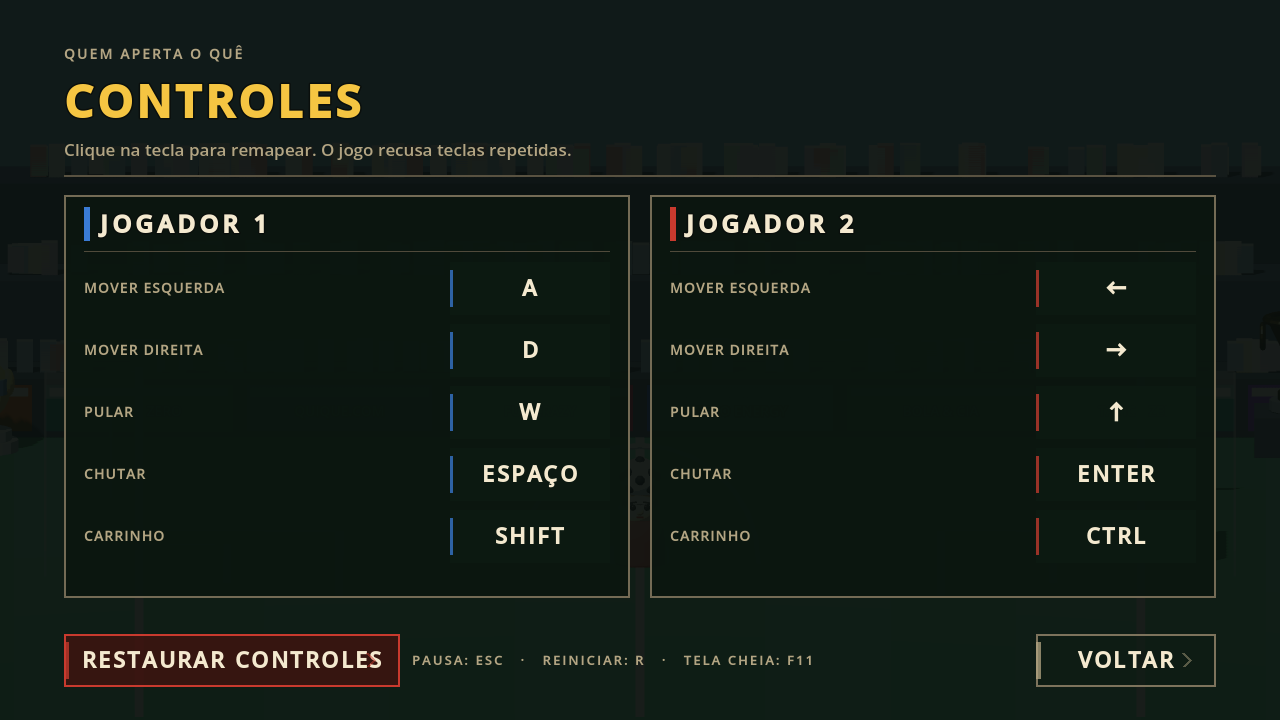 QUEM APERTA O QUÊ
CONTROLES
Clique na tecla para remapear. O jogo recusa teclas repetidas.
JOGADOR 1
MOVER ESQUERDA A
MOVER DIREITA D
PULAR W
CHUTAR ESPAÇO
CARRINHO SHIFT
JOGADOR 2
MOVER ESQUERDA ←
MOVER DIREITA →
PULAR ↑
CHUTAR ENTER
CARRINHO CTRL
RESTAURAR CONTROLES
PAUSA: ESC · REINICIAR: R · TELA CHEIA: F11
VOLTAR